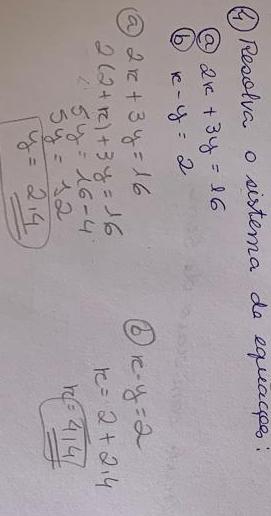 4) Resolva o sistema de equações:
a) 2x + 3y = 16
b) x - y = 2
a) 2x + 3y = 16
2(2+x) + 3y = 16
5y = 16-4
5y = 12
y = 2,4
b) x-y=2
x = 2 + 2,4
x = 4,4